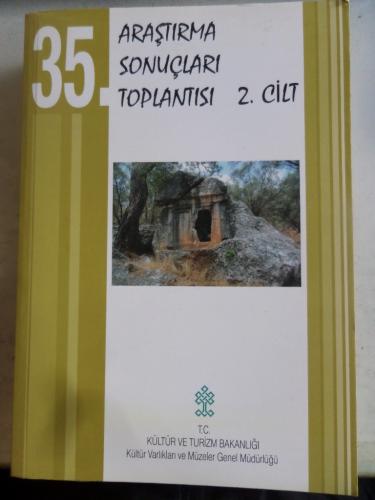 35. ARAŞTIRMA
SONUÇLARI
TOPLANTISI 2. CİLT
T.C.
KÜLTÜR VE TURİZM BAKANLIĞI
Kültür Varlıkları ve Müzeler Genel Müdürlüğü